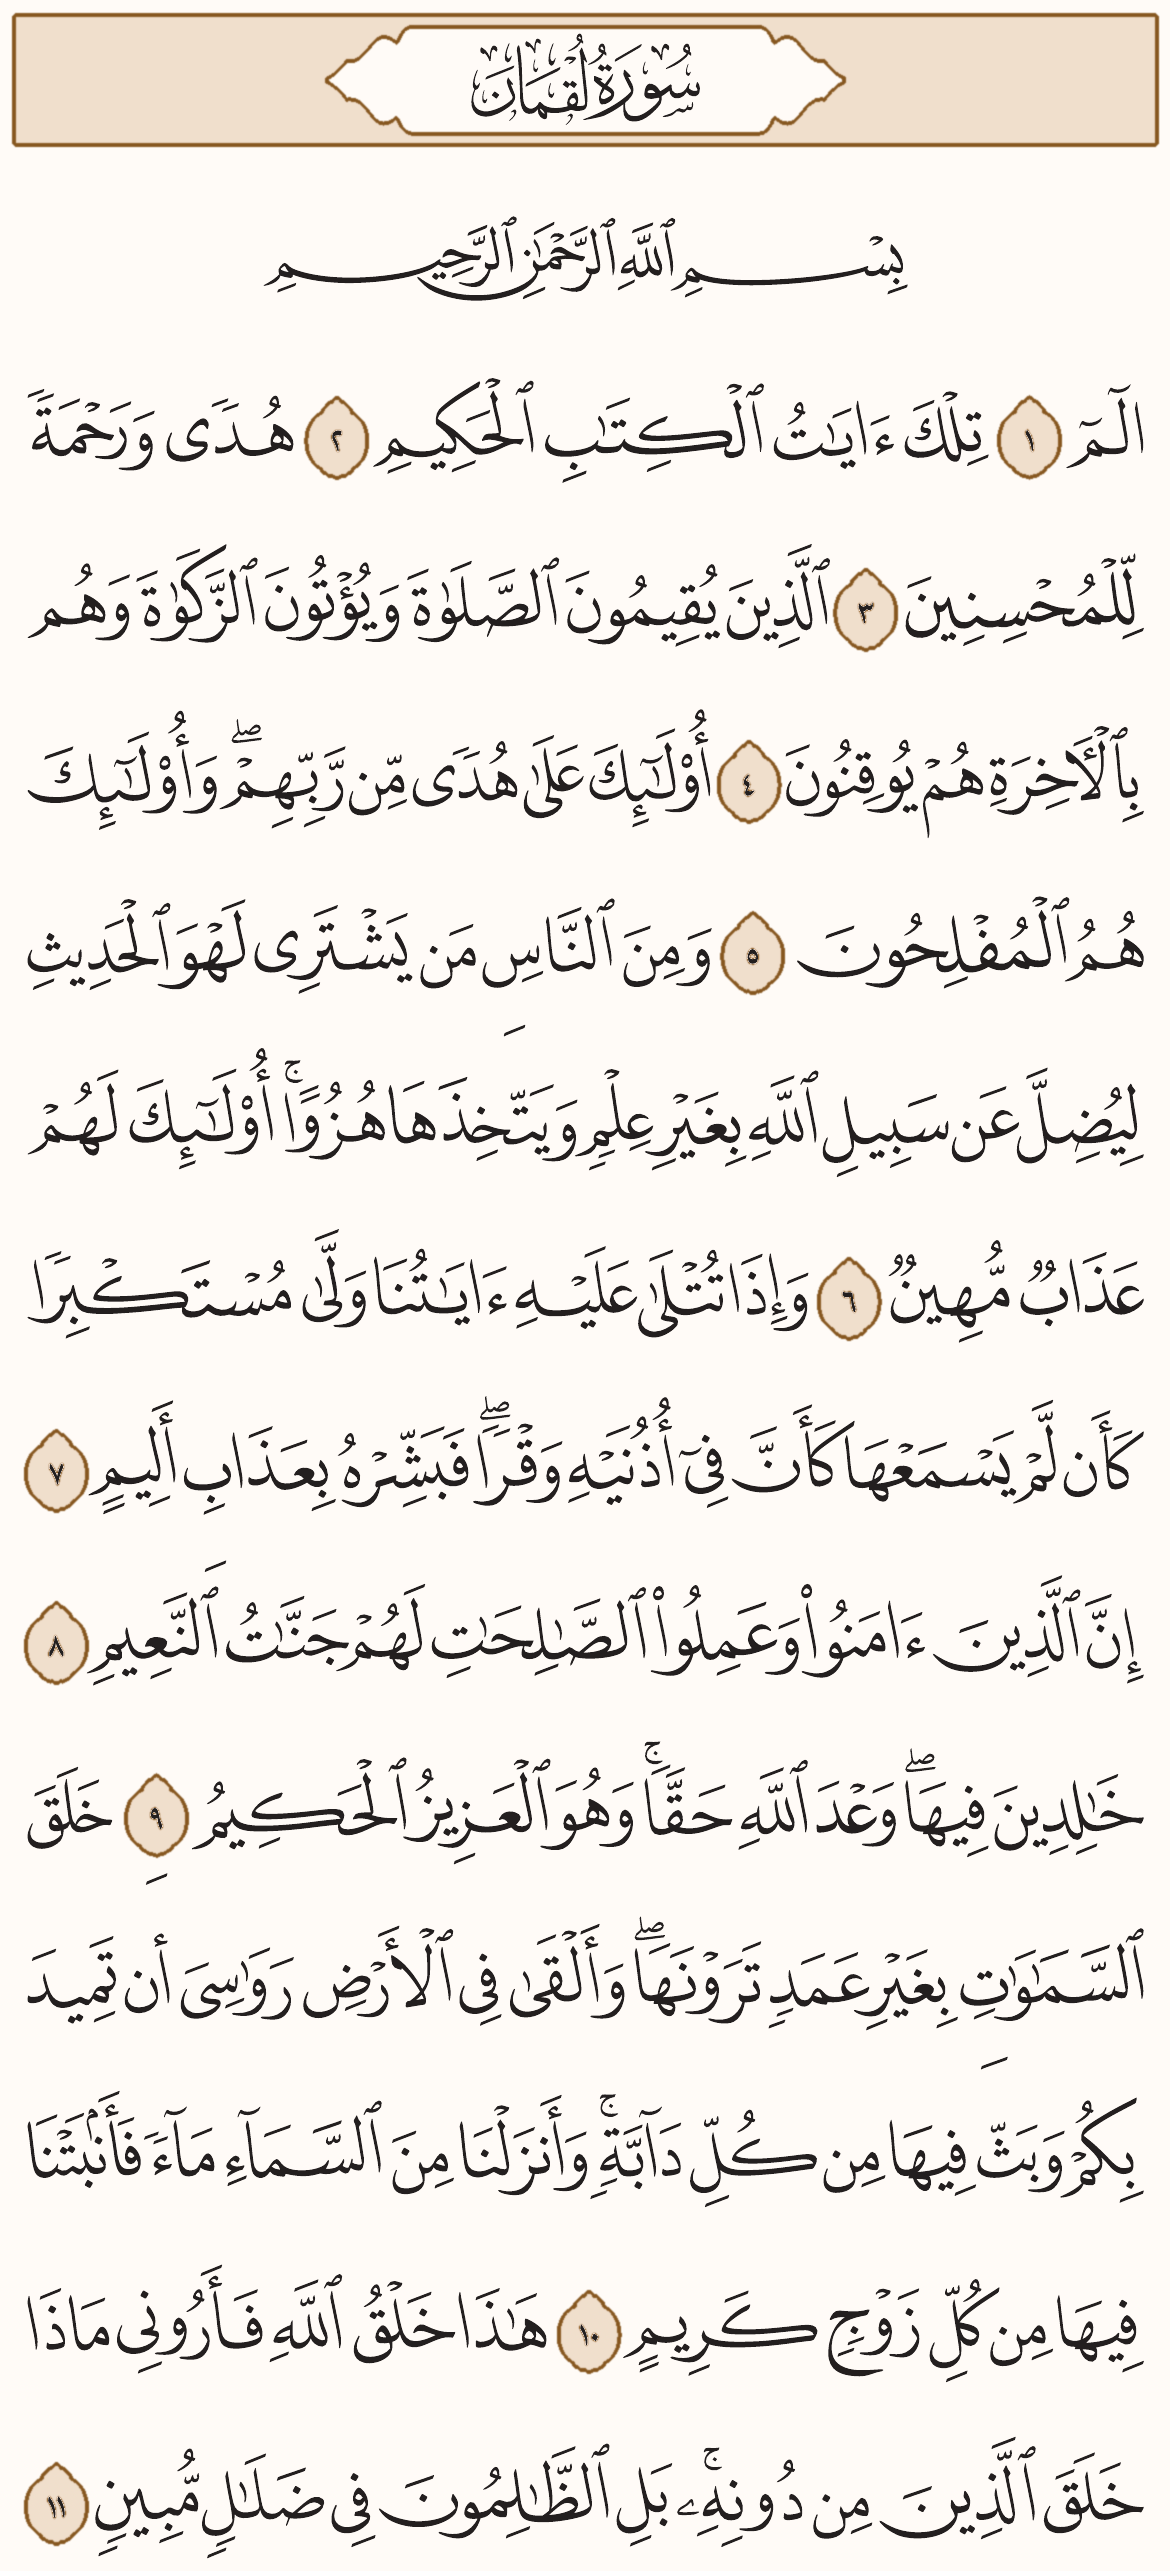 سُورَةُ لُقْمَانَ
بِسْمِ ٱللَّهِ ٱلرَّحْمَٰنِ ٱلرَّحِيمِ
الٓمٓ ١ تِلْكَ ءَايَٰتُ ٱلْكِتَٰبِ ٱلْحَكِيمِ ٢ هُدًى وَرَحْمَةً
لِّلْمُحْسِنِينَ ٣ ٱلَّذِينَ يُقِيمُونَ ٱلصَّلَوٰةَ وَيُؤْتُونَ ٱلزَّكَوٰةَ وَهُم
بِٱلْأَخِرَةِ هُمْ يُوقِنُونَ ٤ أُوْلَٰٓئِكَ عَلَىٰ هُدًى مِّن رَّبِّهِمْۖ وَأُوْلَٰٓئِكَ
هُمُ ٱلْمُفْلِحُونَ ٥ وَمِنَ ٱلنَّاسِ مَن يَشْتَرِى لَهْوَ ٱلْحَدِيثِ
لِيُضِلَّ عَن سَبِيلِ ٱللَّهِ بِغَيْرِ عِلْمٍ وَيَتَّخِذَهَا هُزُوًاۚ أُوْلَٰٓئِكَ لَهُمْ
عَذَابٌ مُّهِينٌ ٦ وَإِذَا تُتْلَىٰ عَلَيْهِ ءَايَٰتُنَا وَلَّىٰ مُسْتَكْبِرًا
كَأَن لَّمْ يَسْمَعْهَا كَأَنَّ فِىٓ أُذُنَيْهِ وَقْرًاۖ فَبَشِّرْهُ بِعَذَابٍ أَلِيمٍ ٧
إِنَّ ٱلَّذِينَ ءَامَنُوا۟ وَعَمِلُوا۟ ٱلصَّٰلِحَٰتِ لَهُمْ جَنَّٰتُ ٱلنَّعِيمِ ٨
خَٰلِدِينَ فِيهَاۖ وَعْدَ ٱللَّهِ حَقًّاۚ وَهُوَ ٱلْعَزِيزُ ٱلْحَكِيمُ ٩ خَلَقَ
ٱلسَّمَٰوَٰتِ بِغَيْرِ عَمَدٍ تَرَوْنَهَاۖ وَأَلْقَىٰ فِى ٱلْأَرْضِ رَوَٰسِىَ أَن تَمِيدَ
بِكُمْ وَبَثَّ فِيهَا مِن كُلِّ دَآبَّةٍۚ وَأَنزَلْنَا مِنَ ٱلسَّمَآءِ مَآءً فَأَنۢبَتْنَا
فِيهَا مِن كُلِّ زَوْجٍ كَرِيمٍ ١٠ هَٰذَا خَلْقُ ٱللَّهِ فَأَرُونِى مَاذَا
خَلَقَ ٱلَّذِينَ مِن دُونِهِۦۚ بَلِ ٱلظَّٰلِمُونَ فِى ضَلَٰلٍ مُّبِينٍ ١١